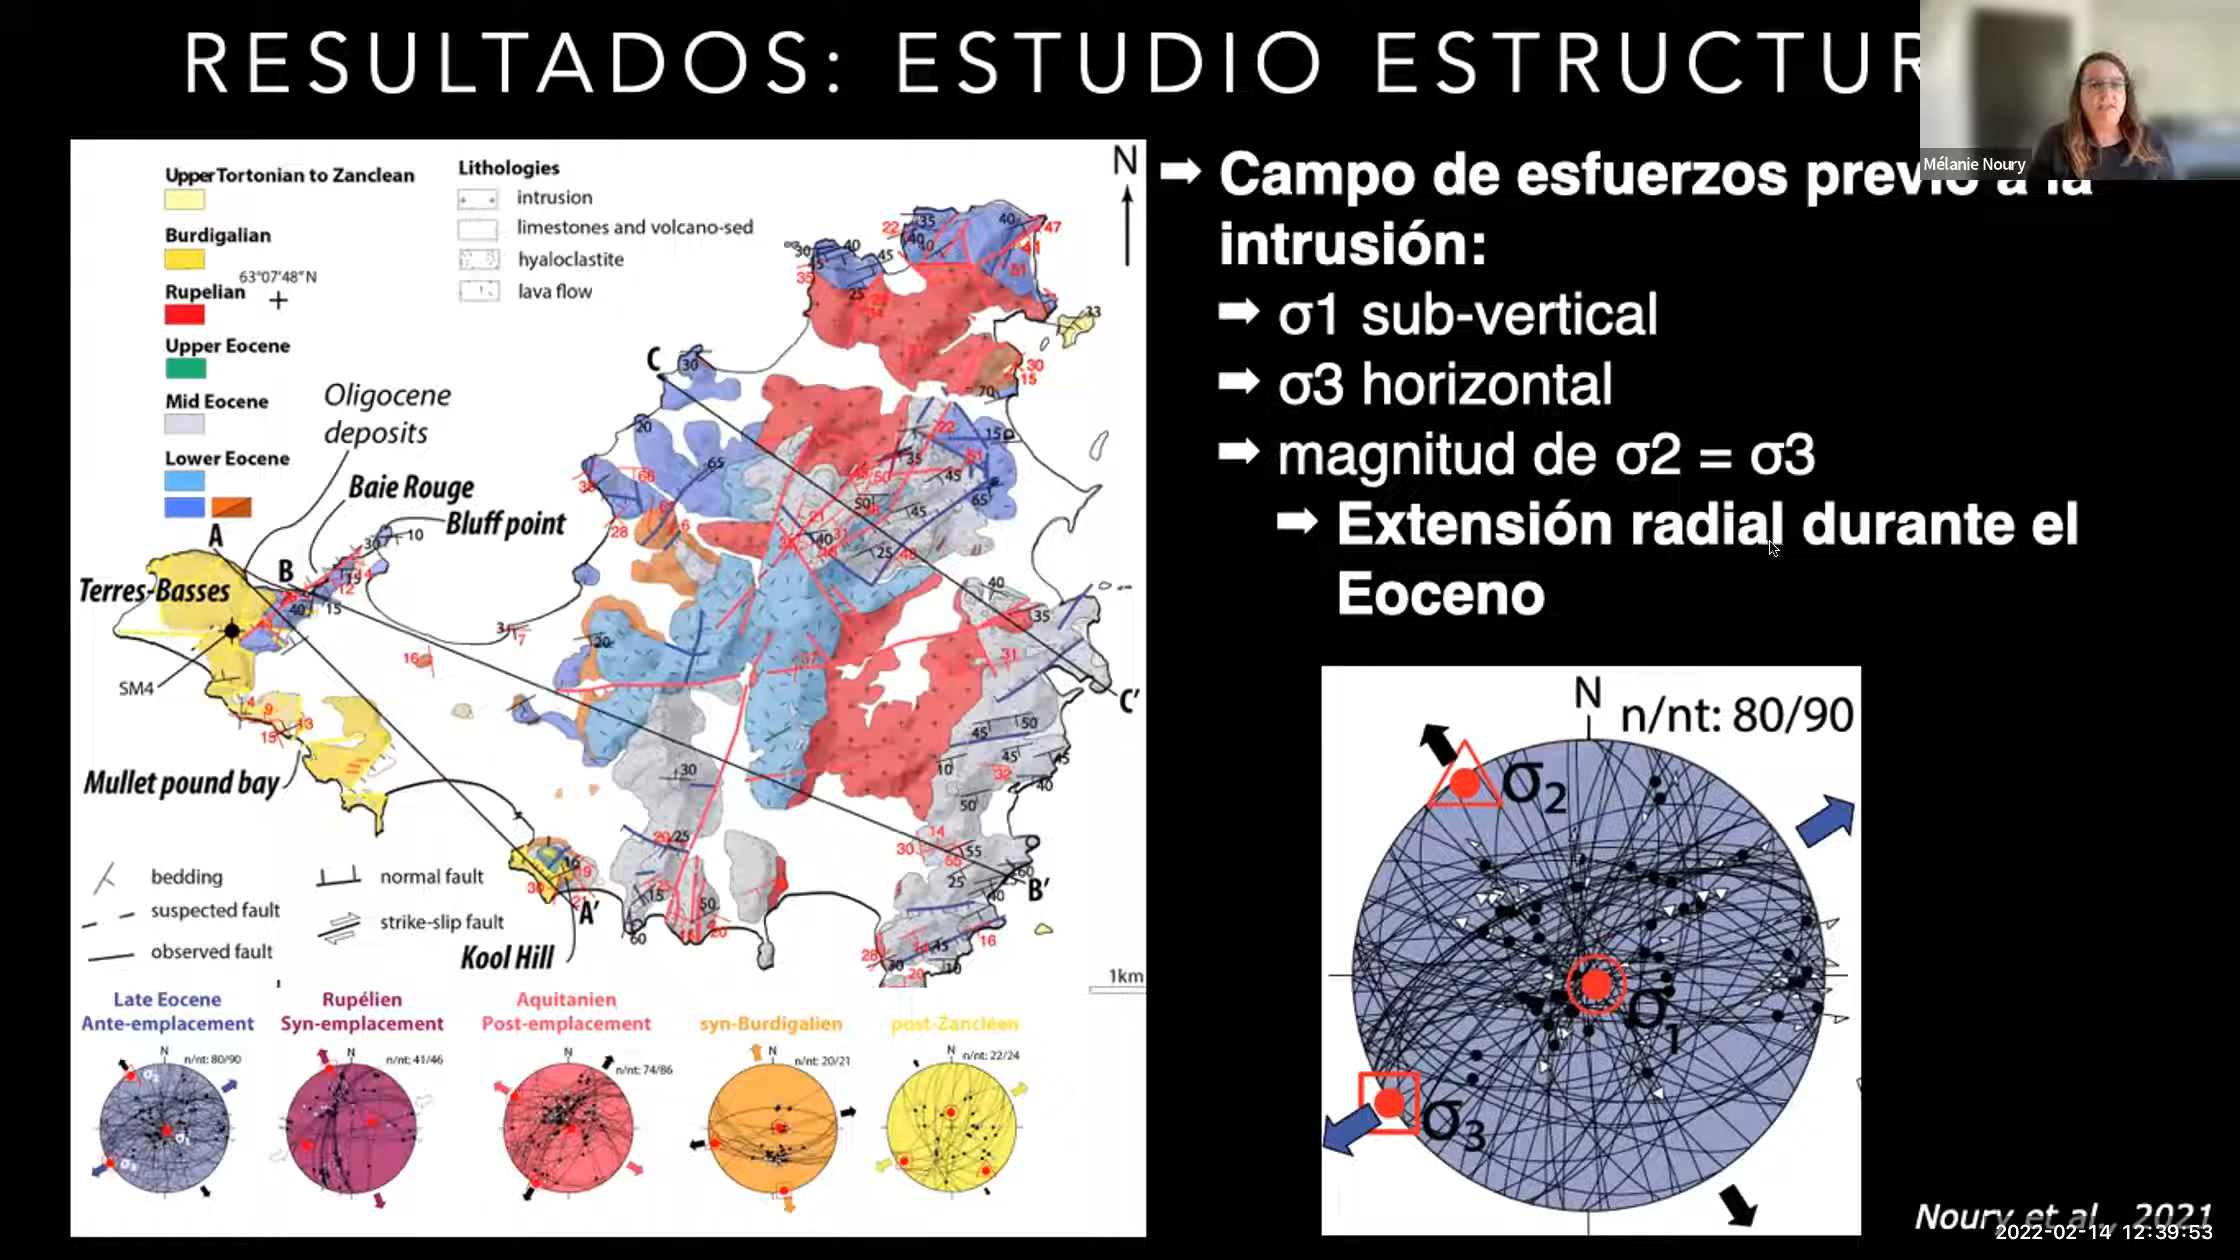 RESULTADOS: ESTUDIO ESTRUCTUR
Mélanie Noury
Upper Tortonian to Zanclean
Burdigalian
63°07'48" N
Rupelian
Upper Eocene
Mid Eocene
Lower Eocene
Lithologies
intrusion
limestones and volcano-sed
hyaloclastite
lava flow
N
Oligocene
deposits
Baie Rouge
Bluff point
A
B
C
Terres-Basses
SM4
Mullet pound bay
C'
B'
A'
Kool Hill
bedding
suspected fault
observed fault
normal fault
strike-slip fault
1km
Late Eocene
Ante-emplacement
N
n/nt: 80/90
σ2
σ1
σ3
Rupélien
Syn-emplacement
N
n/nt: 41/46
Aquitanien
Post-emplacement
N
n/nt: 74/86
syn-Burdigalien
N
n/nt: 20/21
post-Zancléen
N
n/nt: 22/24
➡ Campo de esfuerzos previo a la
intrusión:
➡ σ1 sub-vertical
➡ σ3 horizontal
➡ magnitud de σ2 = σ3
➡ Extensión radial durante el
Eoceno
N
n/nt: 80/90
σ2
σ1
σ3
Noury et al., 2021
2022-02-14 12:39:53